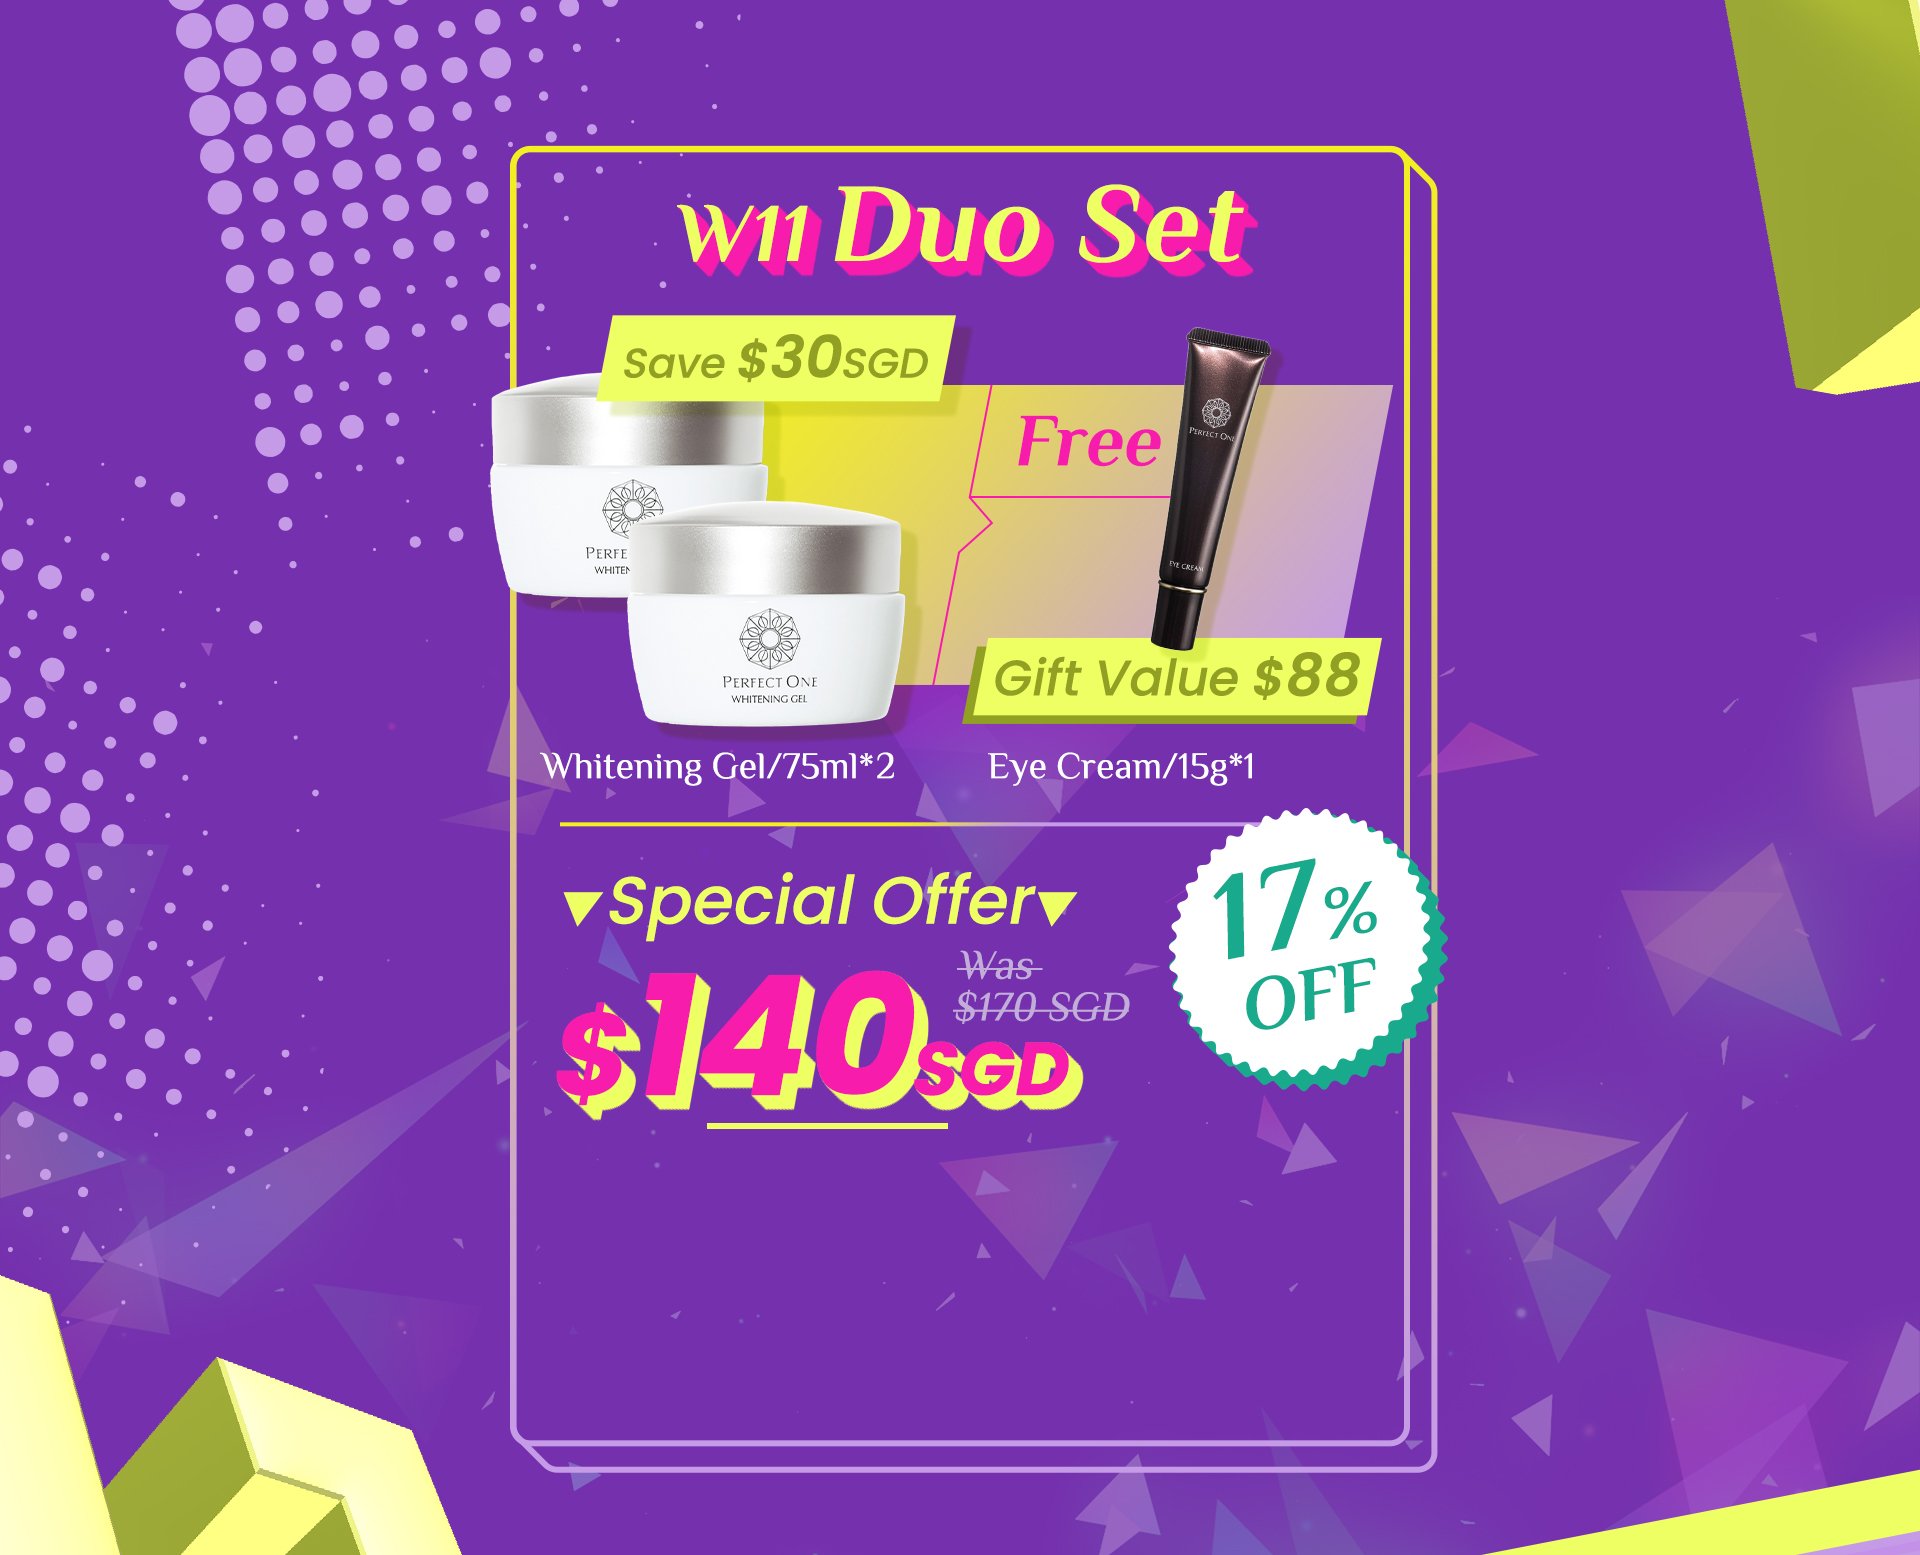 W11 Duo Set
Save $30SGD
Free
PERFECT ONE
EYE CREAM
PERFE
WHITEN
PERFECT ONE
WHITENING GEL
Gift Value $88
Whitening Gel/75ml*2
Eye Cream/15g*1
▼Special Offer▼
Was
$170 SGD
$140SGD
17%
OFF